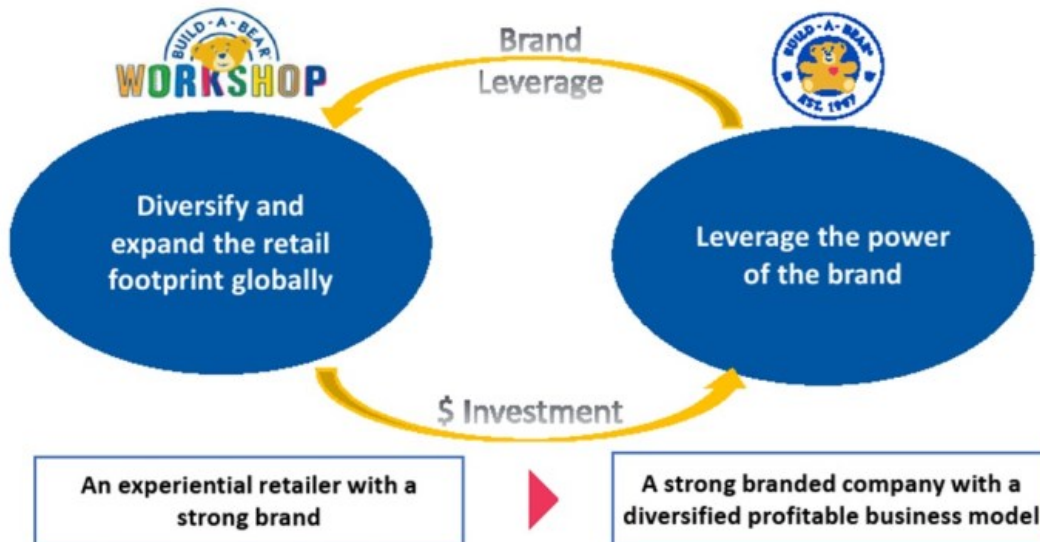 BUILD-A-BEAR
WORKSHOP
Brand
Leverage
BUILD-A-BEAR
EST. 1997
Diversify and
expand the retail
footprint globally
Leverage the power
of the brand
$ Investment
An experiential retailer with a
strong brand
A strong branded company with a
diversified profitable business model